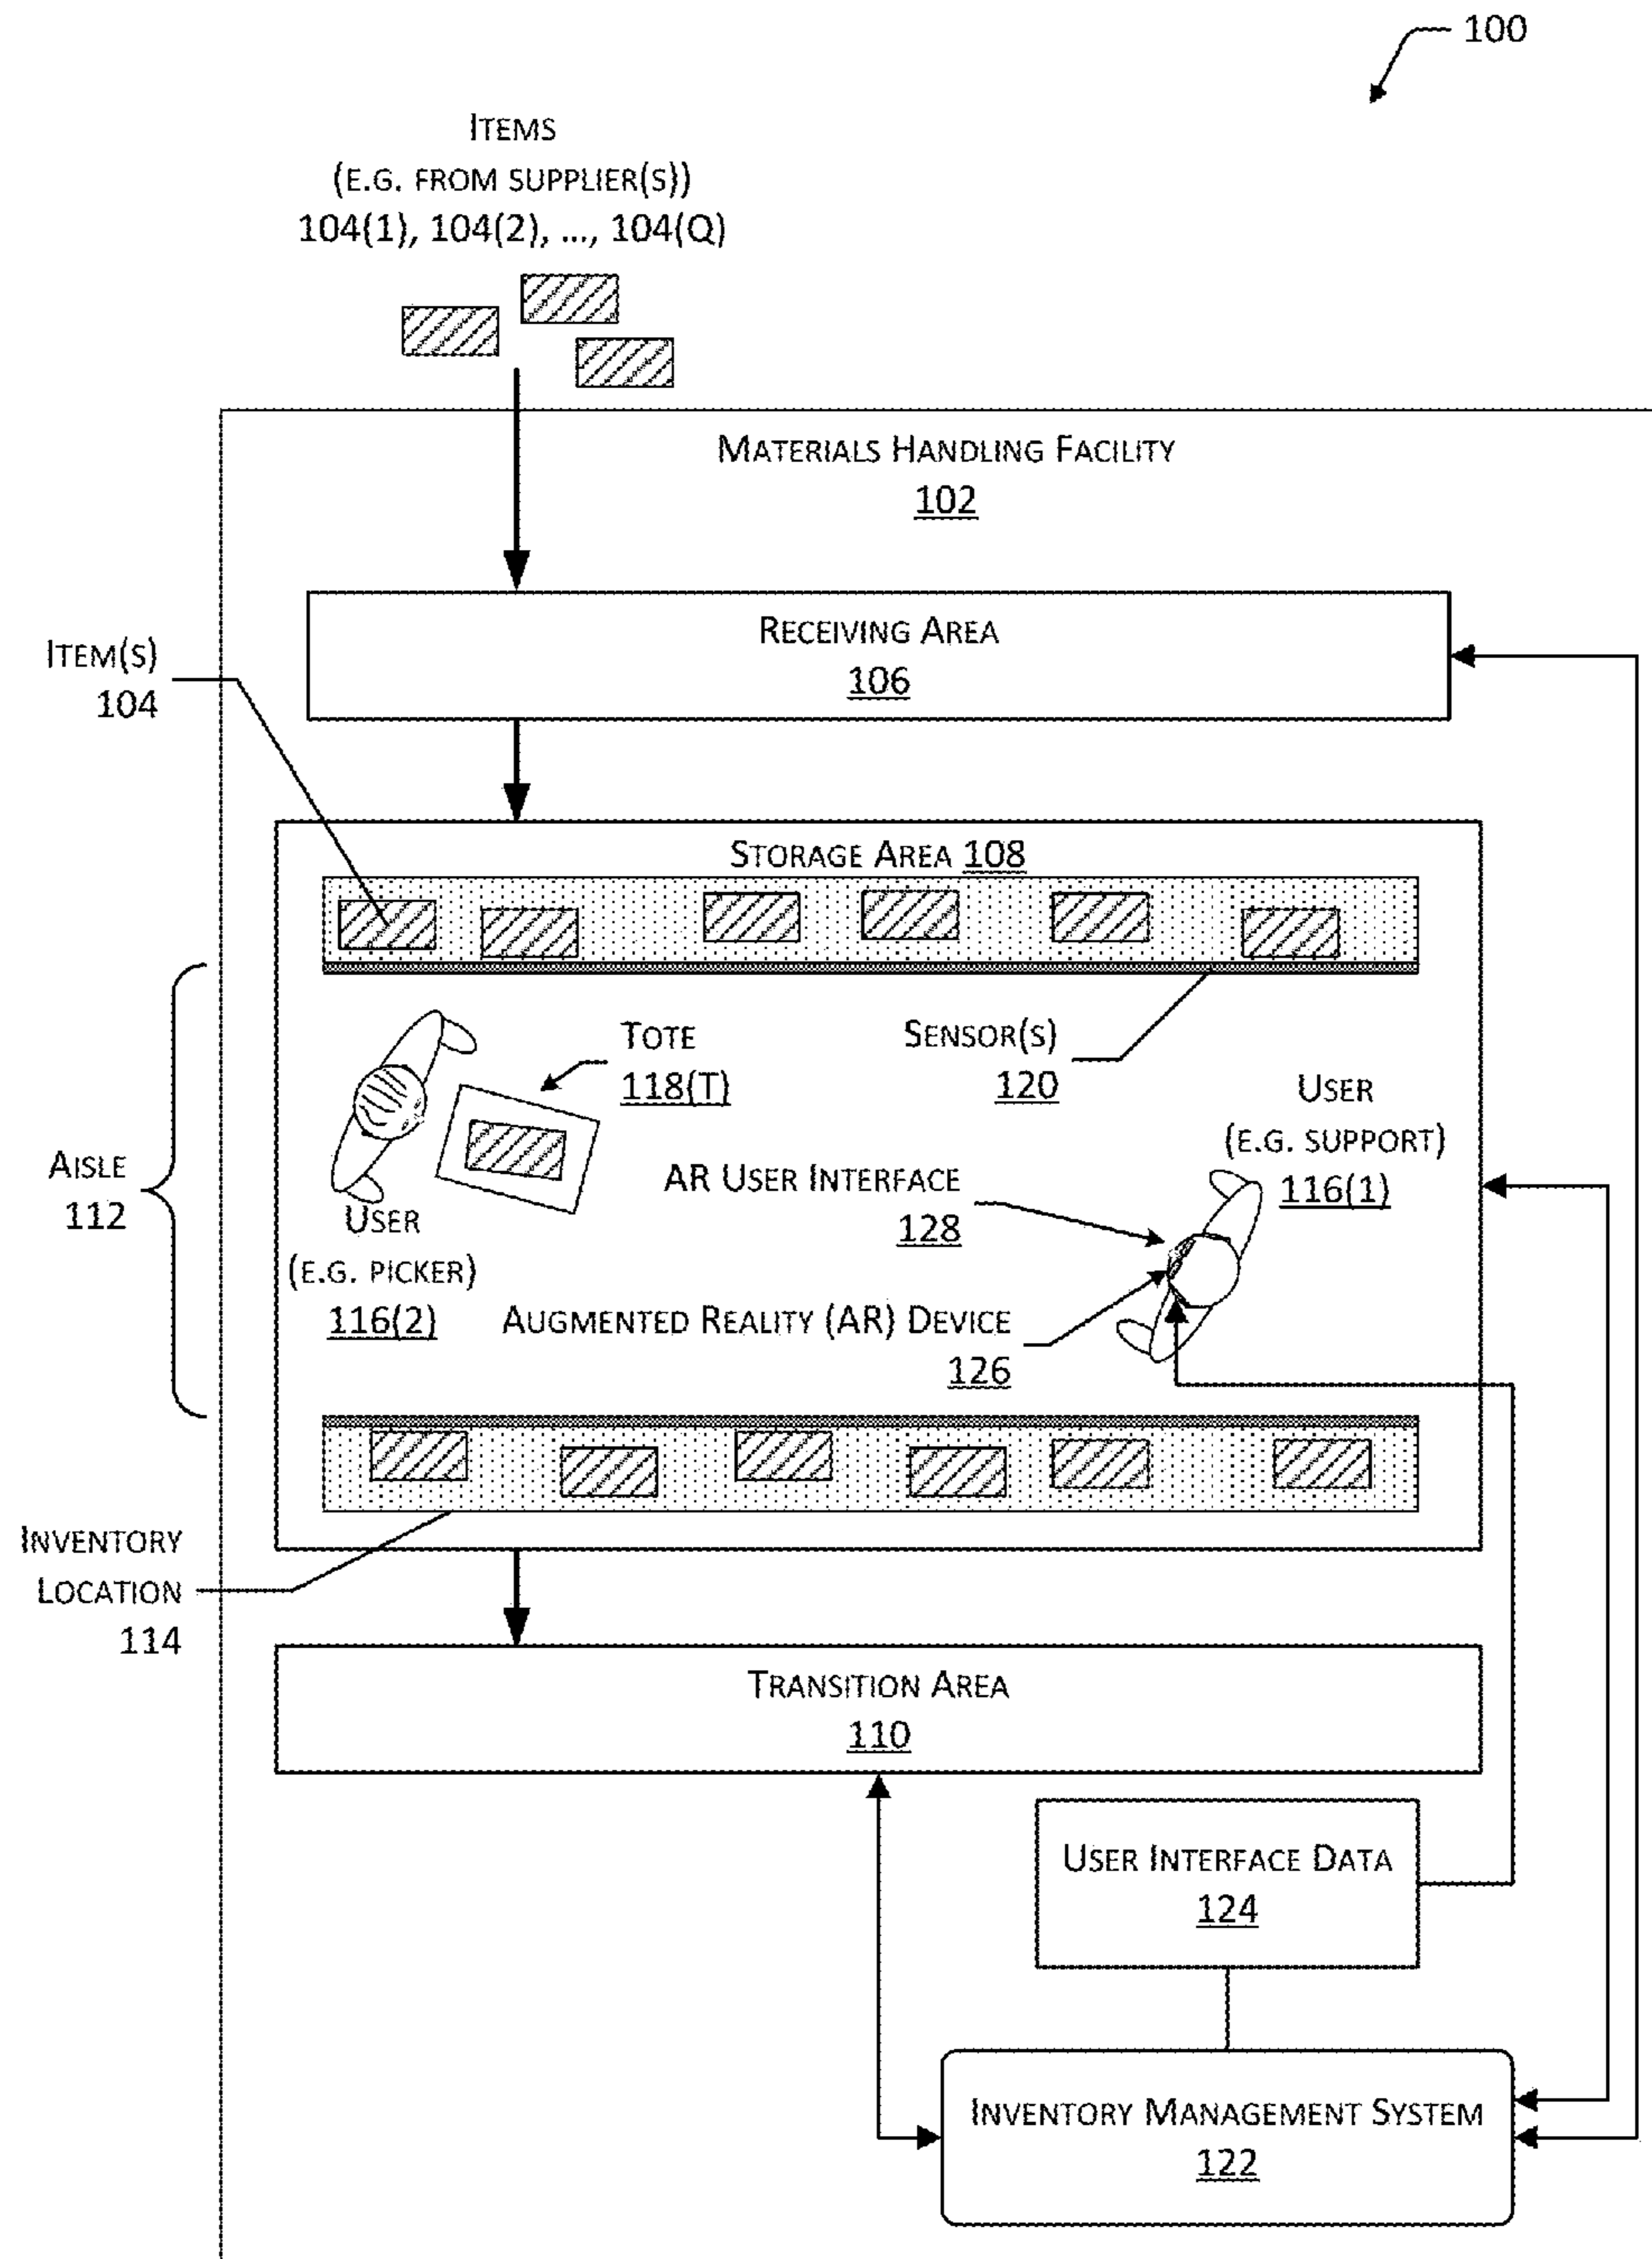 100
ITEMS
(E.G. FROM SUPPLIER(S))
104(1), 104(2), ..., 104(Q)
MATERIALS HANDLING FACILITY
102
RECEIVING AREA
106
ITEM(S)
104
STORAGE AREA 108
TOTE
118(T)
SENSOR(S)
120
USER
(E.G. SUPPORT)
116(1)
AISLE
112
AR USER INTERFACE
128
USER
(E.G. PICKER)
116(2)
AUGMENTED REALITY (AR) DEVICE
126
INVENTORY
LOCATION
114
TRANSITION AREA
110
USER INTERFACE DATA
124
INVENTORY MANAGEMENT SYSTEM
122